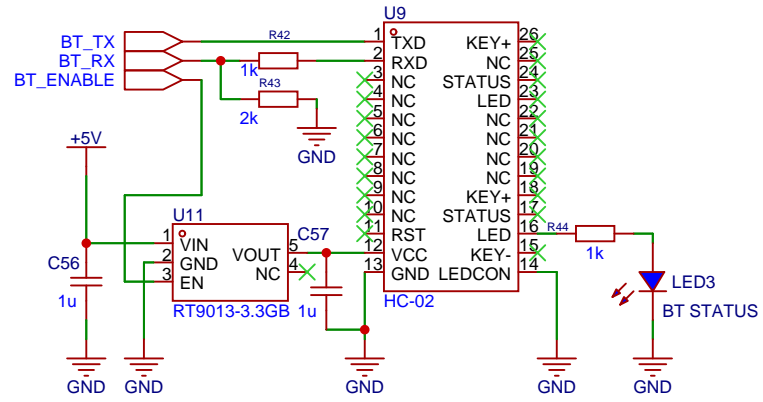 U9
BT_TX
BT_RX
BT_ENABLE
R42
1k
R43
2k
GND
1 TXD
2 RXD
3 NC
4 NC
5 NC
6 NC
7 NC
8 NC
9 NC
10 NC
11 RST
12 VCC
13 GND
KEY+ 26
NC 25
STATUS 24
LED 23
NC 22
NC 21
NC 20
NC 19
KEY+ 18
STATUS 17
LED 16
KEY- 15
LEDCON 14
HC-02
+5V
C56
1u
U11
1 VIN
2 GND
3 EN
VOUT 5
NC 4
RT9013-3.3GB
C57
1u
R44
1k
LED3
BT STATUS
GND
GND
GND
GND
GND